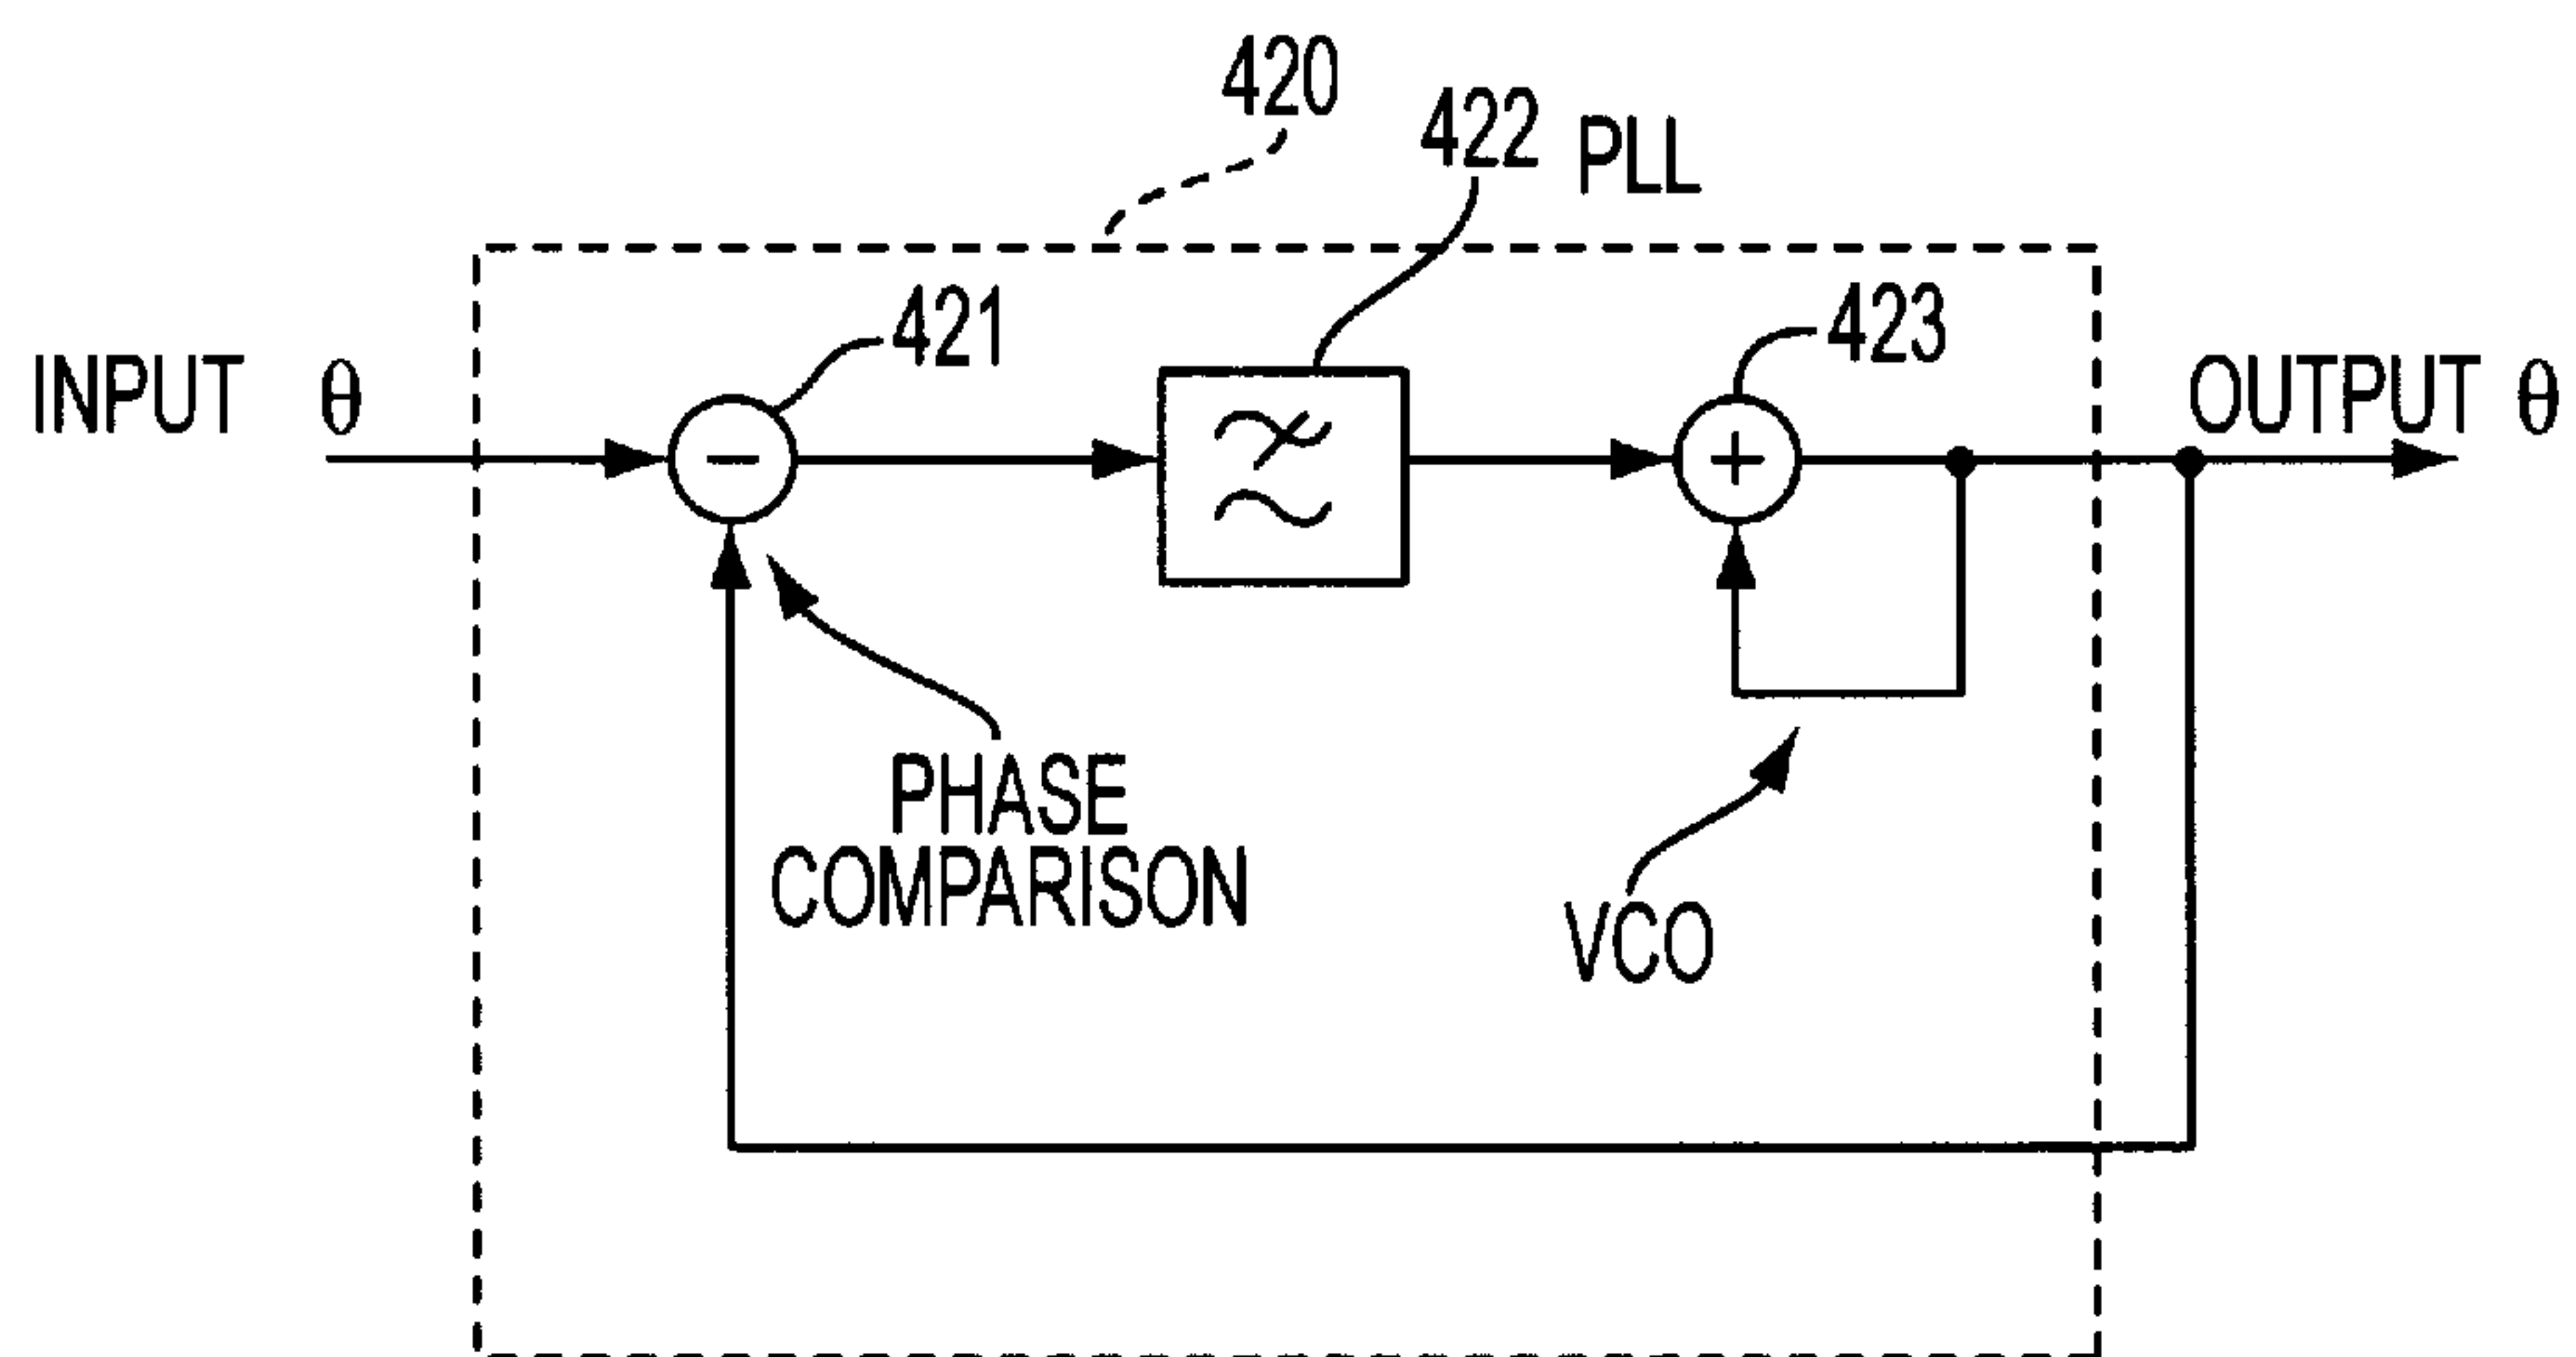 420
422 PLL
421
423
INPUT θ
OUTPUT θ
−
+
PHASE
COMPARISON
VCO